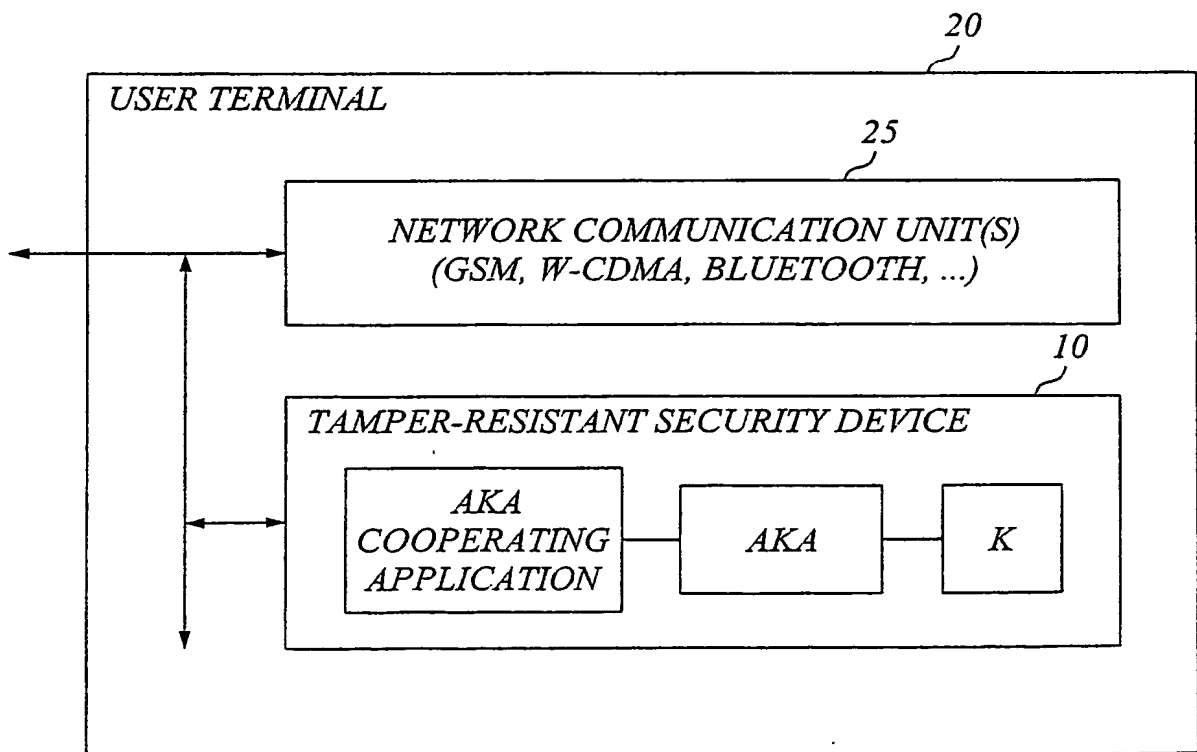 20
USER TERMINAL
25
NETWORK COMMUNICATION UNIT(S)
(GSM, W-CDMA, BLUETOOTH, ...)
10
TAMPER-RESISTANT SECURITY DEVICE
AKA
COOPERATING
APPLICATION
AKA
K